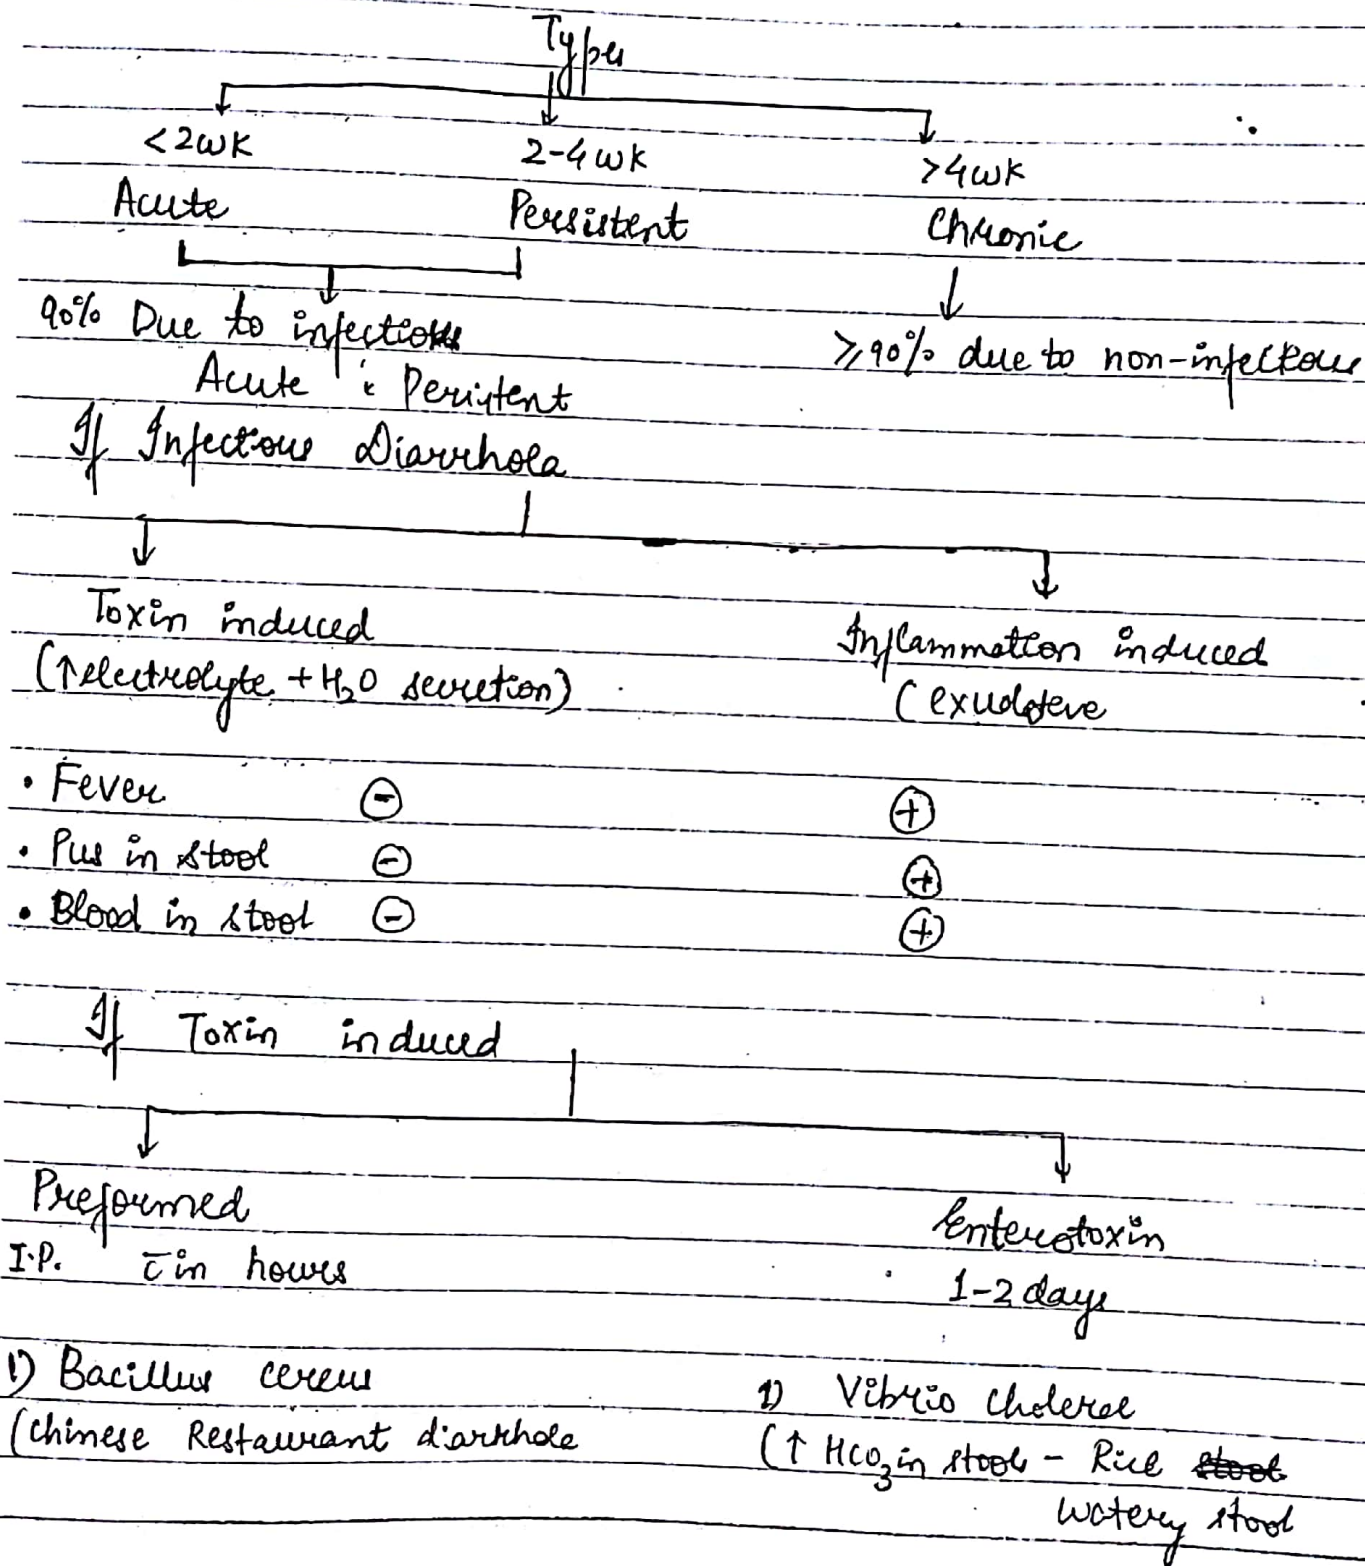 Types
<2wk 2-4wk >4wk
Acute Persistent Chronic
90% Due to infections ≥90% due to non-infectious
Acute & Peristent
If Infectious Diarrhoea
Toxin induced Inflammation induced
(↑electrolyte + H₂O secretion) (exudative
• Fever ⊖ ⊕
• Pus in stool ⊖ ⊕
• Blood in stool ⊖ ⊕
If Toxin induced
Preformed Enterotoxin
I.P. c̄in hours 1-2 days
1) Bacillus cereus 1) Vibrio Cholerae
(Chinese Restaurant diarrhoea (↑ HCO₃ in stools - Rice stool
watery stool